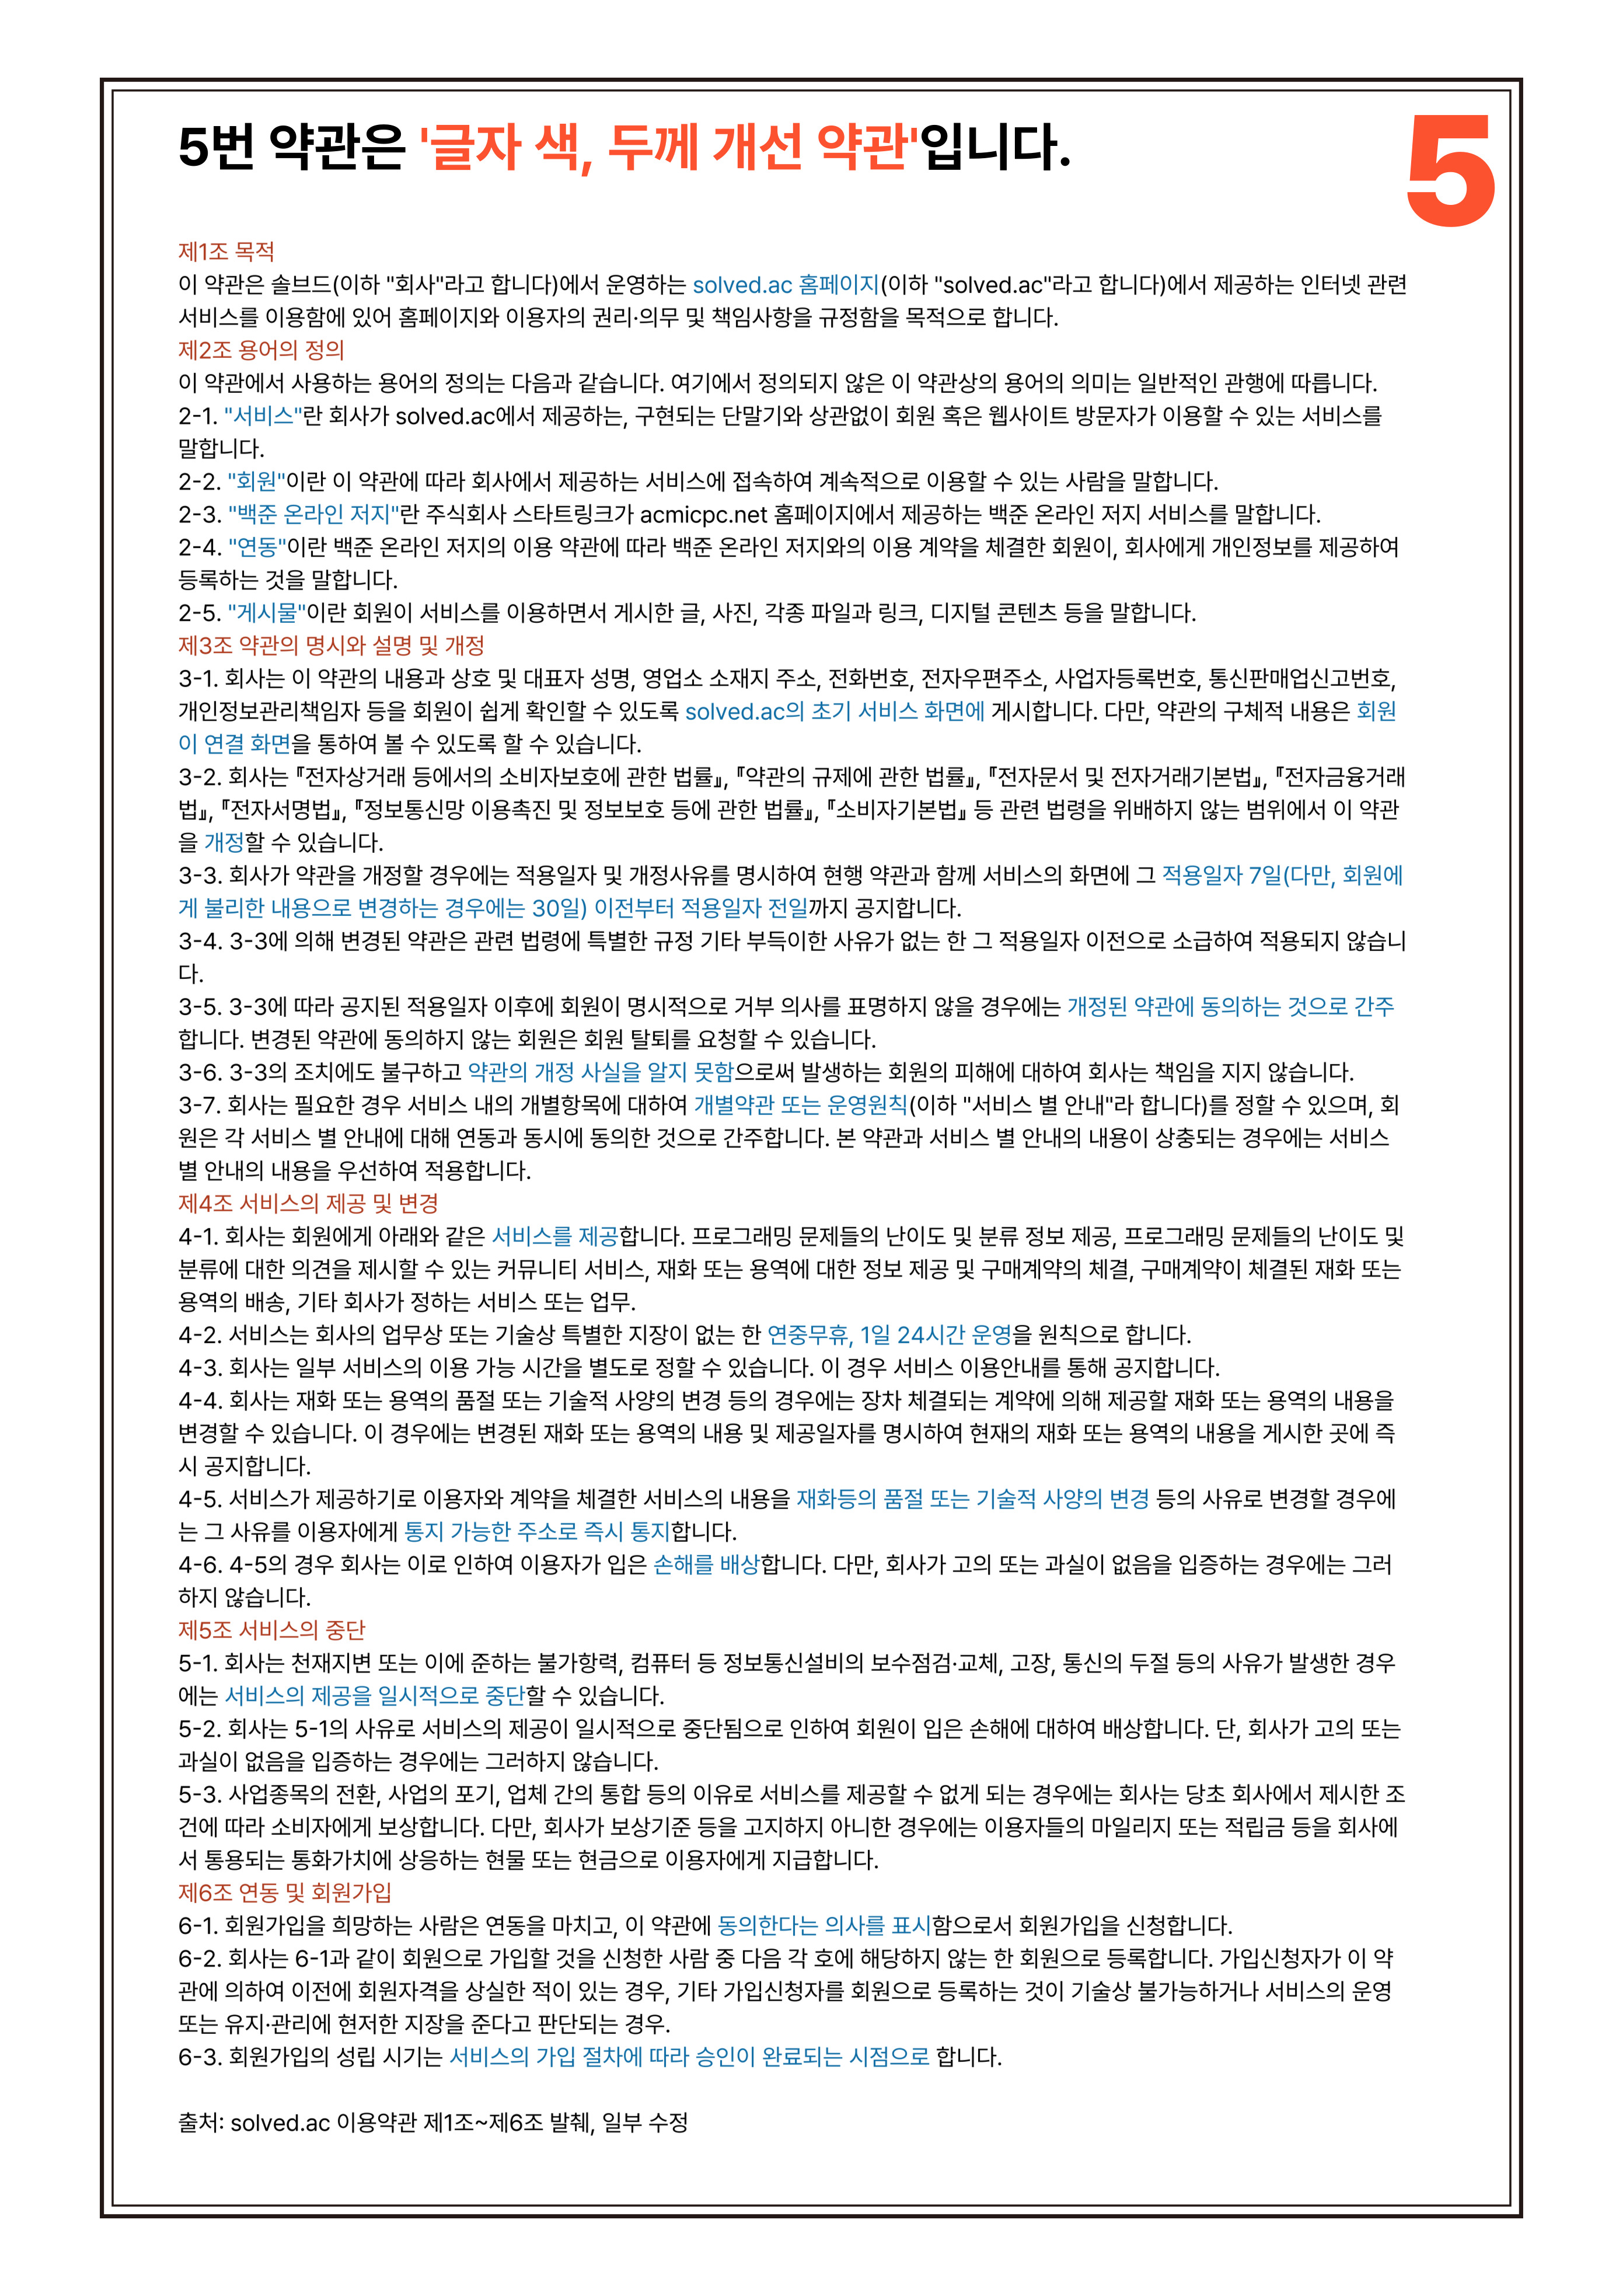 5번 약관은 '글자 색, 두께 개선 약관'입니다.
5
제1조 목적
이 약관은 솔브드(이하 "회사"라고 합니다)에서 운영하는 solved.ac 홈페이지(이하 "solved.ac"라고 합니다)에서 제공하는 인터넷 관련
서비스를 이용함에 있어 홈페이지와 이용자의 권리·의무 및 책임사항을 규정함을 목적으로 합니다.
제2조 용어의 정의
이 약관에서 사용하는 용어의 정의는 다음과 같습니다. 여기에서 정의되지 않은 이 약관상의 용어의 의미는 일반적인 관행에 따릅니다.
2-1. "서비스"란 회사가 solved.ac에서 제공하는, 구현되는 단말기와 상관없이 회원 혹은 웹사이트 방문자가 이용할 수 있는 서비스를
말합니다.
2-2. "회원"이란 이 약관에 따라 회사에서 제공하는 서비스에 접속하여 계속적으로 이용할 수 있는 사람을 말합니다.
2-3. "백준 온라인 저지"란 주식회사 스타트링크가 acmicpc.net 홈페이지에서 제공하는 백준 온라인 저지 서비스를 말합니다.
2-4. "연동"이란 백준 온라인 저지의 이용 약관에 따라 백준 온라인 저지와의 이용 계약을 체결한 회원이, 회사에게 개인정보를 제공하여
등록하는 것을 말합니다.
2-5. "게시물"이란 회원이 서비스를 이용하면서 게시한 글, 사진, 각종 파일과 링크, 디지털 콘텐츠 등을 말합니다.
제3조 약관의 명시와 설명 및 개정
3-1. 회사는 이 약관의 내용과 상호 및 대표자 성명, 영업소 소재지 주소, 전화번호, 전자우편주소, 사업자등록번호, 통신판매업신고번호,
개인정보관리책임자 등을 회원이 쉽게 확인할 수 있도록 solved.ac의 초기 서비스 화면에 게시합니다. 다만, 약관의 구체적 내용은 회원
이 연결 화면을 통하여 볼 수 있도록 할 수 있습니다.
3-2. 회사는 『전자상거래 등에서의 소비자보호에 관한 법률』, 『약관의 규제에 관한 법률』, 『전자문서 및 전자거래기본법』, 『전자금융거래
법』, 『전자서명법』, 『정보통신망 이용촉진 및 정보보호 등에 관한 법률』, 『소비자기본법』 등 관련 법령을 위배하지 않는 범위에서 이 약관
을 개정할 수 있습니다.
3-3. 회사가 약관을 개정할 경우에는 적용일자 및 개정사유를 명시하여 현행 약관과 함께 서비스의 화면에 그 적용일자 7일(다만, 회원에
게 불리한 내용으로 변경하는 경우에는 30일) 이전부터 적용일자 전일까지 공지합니다.
3-4. 3-3에 의해 변경된 약관은 관련 법령에 특별한 규정 기타 부득이한 사유가 없는 한 그 적용일자 이전으로 소급하여 적용되지 않습니
다.
3-5. 3-3에 따라 공지된 적용일자 이후에 회원이 명시적으로 거부 의사를 표명하지 않을 경우에는 개정된 약관에 동의하는 것으로 간주
합니다. 변경된 약관에 동의하지 않는 회원은 회원 탈퇴를 요청할 수 있습니다.
3-6. 3-3의 조치에도 불구하고 약관의 개정 사실을 알지 못함으로써 발생하는 회원의 피해에 대하여 회사는 책임을 지지 않습니다.
3-7. 회사는 필요한 경우 서비스 내의 개별항목에 대하여 개별약관 또는 운영원칙(이하 "서비스 별 안내"라 합니다)를 정할 수 있으며, 회
원은 각 서비스 별 안내에 대해 연동과 동시에 동의한 것으로 간주합니다. 본 약관과 서비스 별 안내의 내용이 상충되는 경우에는 서비스
별 안내의 내용을 우선하여 적용합니다.
제4조 서비스의 제공 및 변경
4-1. 회사는 회원에게 아래와 같은 서비스를 제공합니다. 프로그래밍 문제들의 난이도 및 분류 정보 제공, 프로그래밍 문제들의 난이도 및
분류에 대한 의견을 제시할 수 있는 커뮤니티 서비스, 재화 또는 용역에 대한 정보 제공 및 구매계약의 체결, 구매계약이 체결된 재화 또는
용역의 배송, 기타 회사가 정하는 서비스 또는 업무.
4-2. 서비스는 회사의 업무상 또는 기술상 특별한 지장이 없는 한 연중무휴, 1일 24시간 운영을 원칙으로 합니다.
4-3. 회사는 일부 서비스의 이용 가능 시간을 별도로 정할 수 있습니다. 이 경우 서비스 이용안내를 통해 공지합니다.
4-4. 회사는 재화 또는 용역의 품절 또는 기술적 사양의 변경 등의 경우에는 장차 체결되는 계약에 의해 제공할 재화 또는 용역의 내용을
변경할 수 있습니다. 이 경우에는 변경된 재화 또는 용역의 내용 및 제공일자를 명시하여 현재의 재화 또는 용역의 내용을 게시한 곳에 즉
시 공지합니다.
4-5. 서비스가 제공하기로 이용자와 계약을 체결한 서비스의 내용을 재화등의 품절 또는 기술적 사양의 변경 등의 사유로 변경할 경우에
는 그 사유를 이용자에게 통지 가능한 주소로 즉시 통지합니다.
4-6. 4-5의 경우 회사는 이로 인하여 이용자가 입은 손해를 배상합니다. 다만, 회사가 고의 또는 과실이 없음을 입증하는 경우에는 그러
하지 않습니다.
제5조 서비스의 중단
5-1. 회사는 천재지변 또는 이에 준하는 불가항력, 컴퓨터 등 정보통신설비의 보수점검·교체, 고장, 통신의 두절 등의 사유가 발생한 경우
에는 서비스의 제공을 일시적으로 중단할 수 있습니다.
5-2. 회사는 5-1의 사유로 서비스의 제공이 일시적으로 중단됨으로 인하여 회원이 입은 손해에 대하여 배상합니다. 단, 회사가 고의 또는
과실이 없음을 입증하는 경우에는 그러하지 않습니다.
5-3. 사업종목의 전환, 사업의 포기, 업체 간의 통합 등의 이유로 서비스를 제공할 수 없게 되는 경우에는 회사는 당초 회사에서 제시한 조
건에 따라 소비자에게 보상합니다. 다만, 회사가 보상기준 등을 고지하지 아니한 경우에는 이용자들의 마일리지 또는 적립금 등을 회사에
서 통용되는 통화가치에 상응하는 현물 또는 현금으로 이용자에게 지급합니다.
제6조 연동 및 회원가입
6-1. 회원가입을 희망하는 사람은 연동을 마치고, 이 약관에 동의한다는 의사를 표시함으로서 회원가입을 신청합니다.
6-2. 회사는 6-1과 같이 회원으로 가입할 것을 신청한 사람 중 다음 각 호에 해당하지 않는 한 회원으로 등록합니다. 가입신청자가 이 약
관에 의하여 이전에 회원자격을 상실한 적이 있는 경우, 기타 가입신청자를 회원으로 등록하는 것이 기술상 불가능하거나 서비스의 운영
또는 유지·관리에 현저한 지장을 준다고 판단되는 경우.
6-3. 회원가입의 성립 시기는 서비스의 가입 절차에 따라 승인이 완료되는 시점으로 합니다.
출처: solved.ac 이용약관 제1조~제6조 발췌, 일부 수정